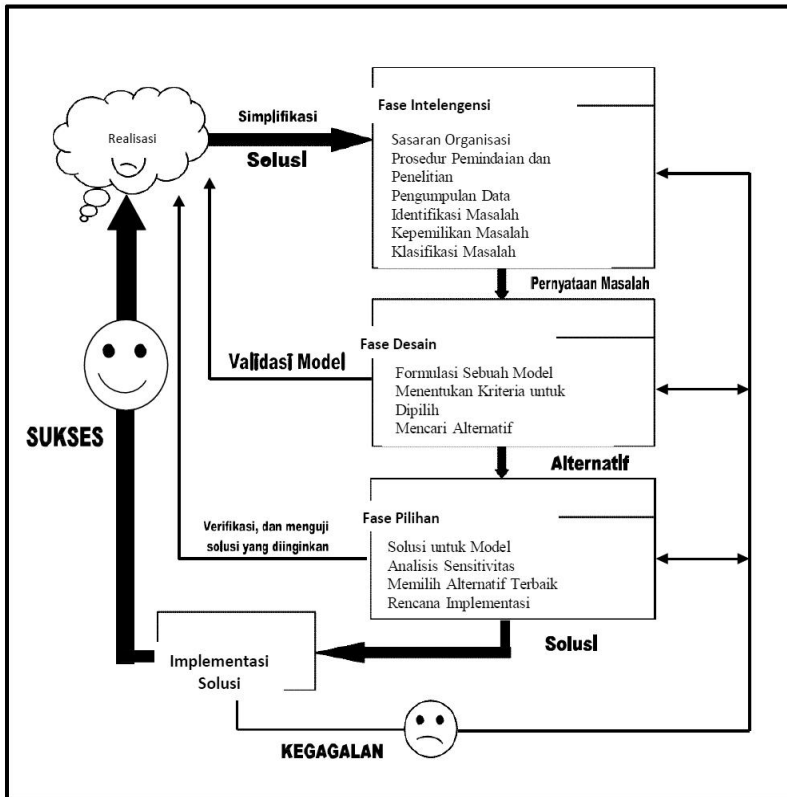 Realisasi
Simplifikasi
Solusi
Fase Intelengensi
Sasaran Organisasi
Prosedur Pemindaian dan
Penelitian
Pengumpulan Data
Identifikasi Masalah
Kepemilikan Masalah
Klasifikasi Masalah
Pernyataan Masalah
Fase Desain
Formulasi Sebuah Model
Menentukan Kriteria untuk
Dipilih
Mencari Alternatif
Validasi Model
SUKSES
Alternatif
Fase Pilihan
Solusi untuk Model
Analisis Sensitivitas
Memilih Alternatif Terbaik
Rencana Implementasi
Verifikasi, dan menguji
solusi yang diinginkan
Solusi
Implementasi
Solusi
KEGAGALAN